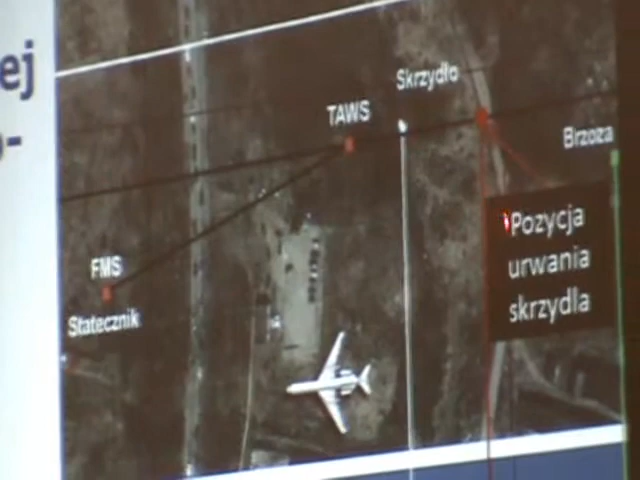 ej
-
Skrzydło
TAWS
Brzoza
Pozycja
urwania
skrzydla
FMS
Statecznik